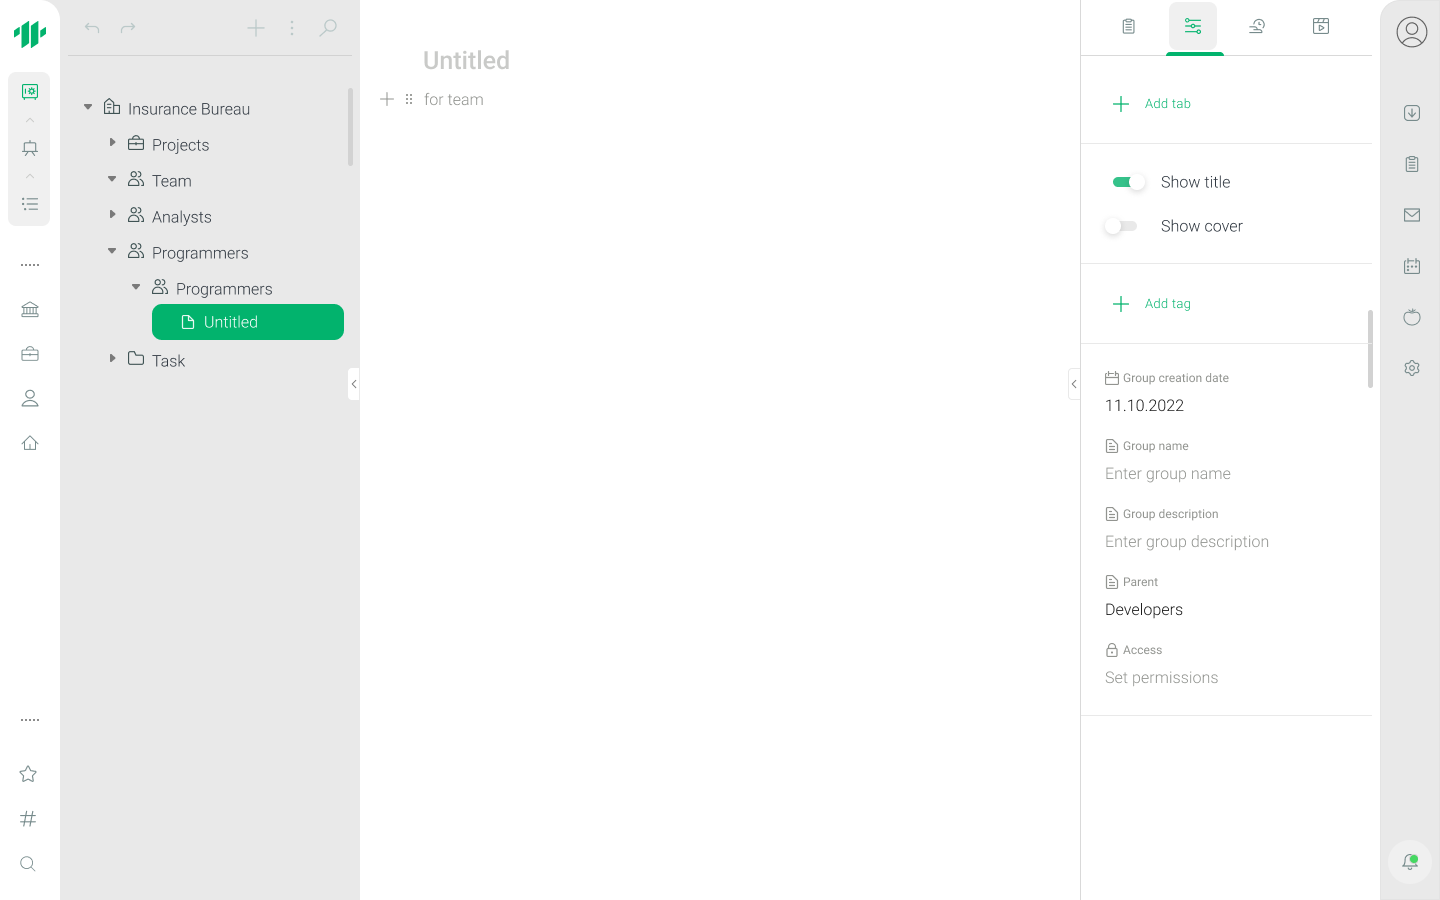 Insurance Bureau
Projects
Team
Analysts
Programmers
Programmers
Untitled
Task
Untitled
for team
Add tab
Show title
Show cover
Add tag
Group creation date
11.10.2022
Group name
Enter group name
Group description
Enter group description
Parent
Developers
Access
Set permissions